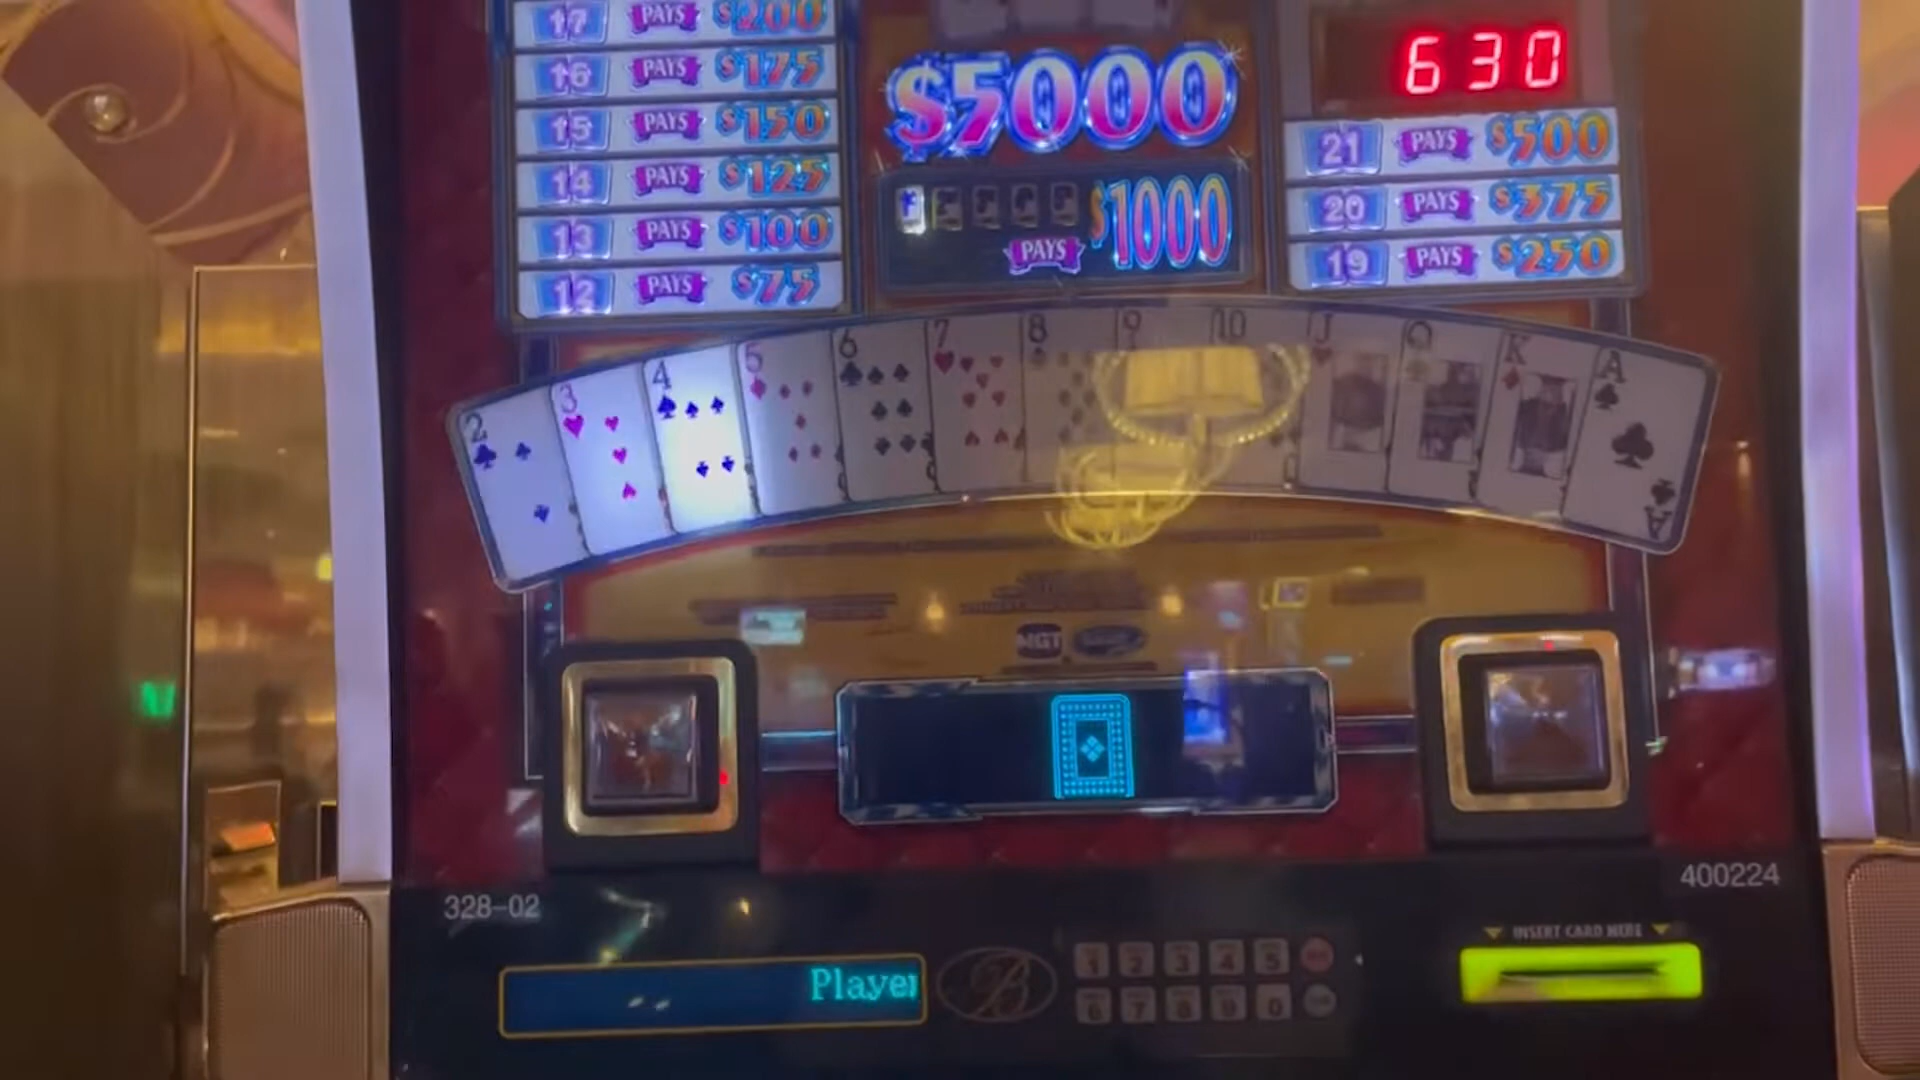 17 PAYS $200
16 PAYS $175
15 PAYS $150
14 PAYS $125
13 PAYS $100
12 PAYS $75
$5000
PAYS $1000
630
21 PAYS $500
20 PAYS $375
19 PAYS $250
2 3 4 5 6 7 8 9 10 J Q K A
A
328-02
400224
INSERT CARD HERE
Player
B
1 2 3 4 5
6 7 8 9 0